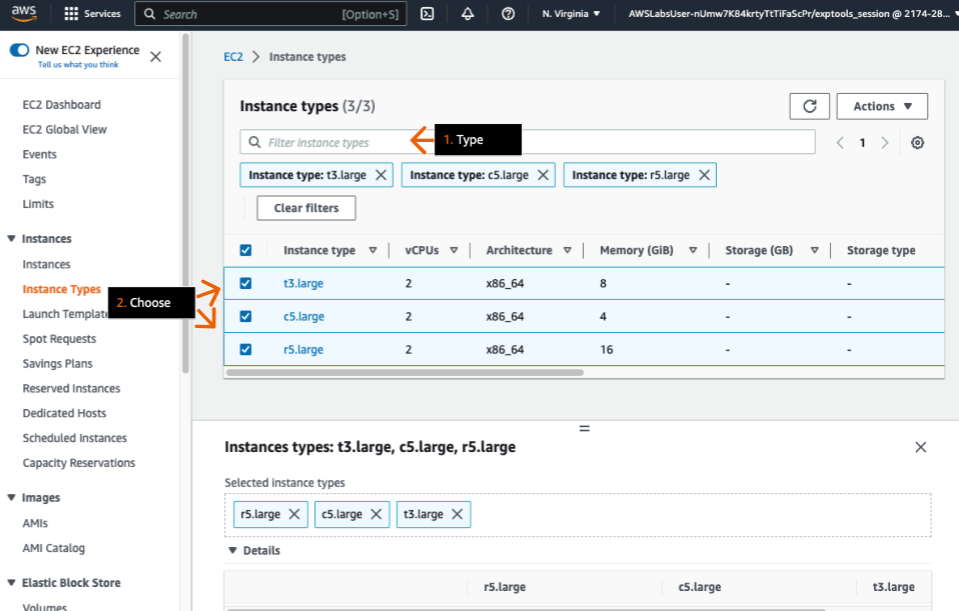 aws
Services
Search
[Option+S]
N. Virginia
AWSLabsUser-nUmw7K84krtyTtTiFaScPr/exptools_session @ 2174-28...
New EC2 Experience
Tell us what you think
EC2 Dashboard
EC2 Global View
Events
Tags
Limits
Instances
Instances
Instance Types
Launch Template
Spot Requests
Savings Plans
Reserved Instances
Dedicated Hosts
Scheduled Instances
Capacity Reservations
Images
AMIs
AMI Catalog
Elastic Block Store
Volumes
EC2 > Instance types
Instance types (3/3)
Actions
Filter instance types
1. Type
1
Instance type: t3.large
Instance type: c5.large
Instance type: r5.large
Clear filters
Instance type vCPUs Architecture Memory (GiB) Storage (GB) Storage type
t3.large 2 x86_64 8 - -
2. Choose
c5.large 2 x86_64 4 - -
r5.large 2 x86_64 16 - -
Instances types: t3.large, c5.large, r5.large
Selected instance types
r5.large c5.large t3.large
Details
r5.large c5.large t3.large